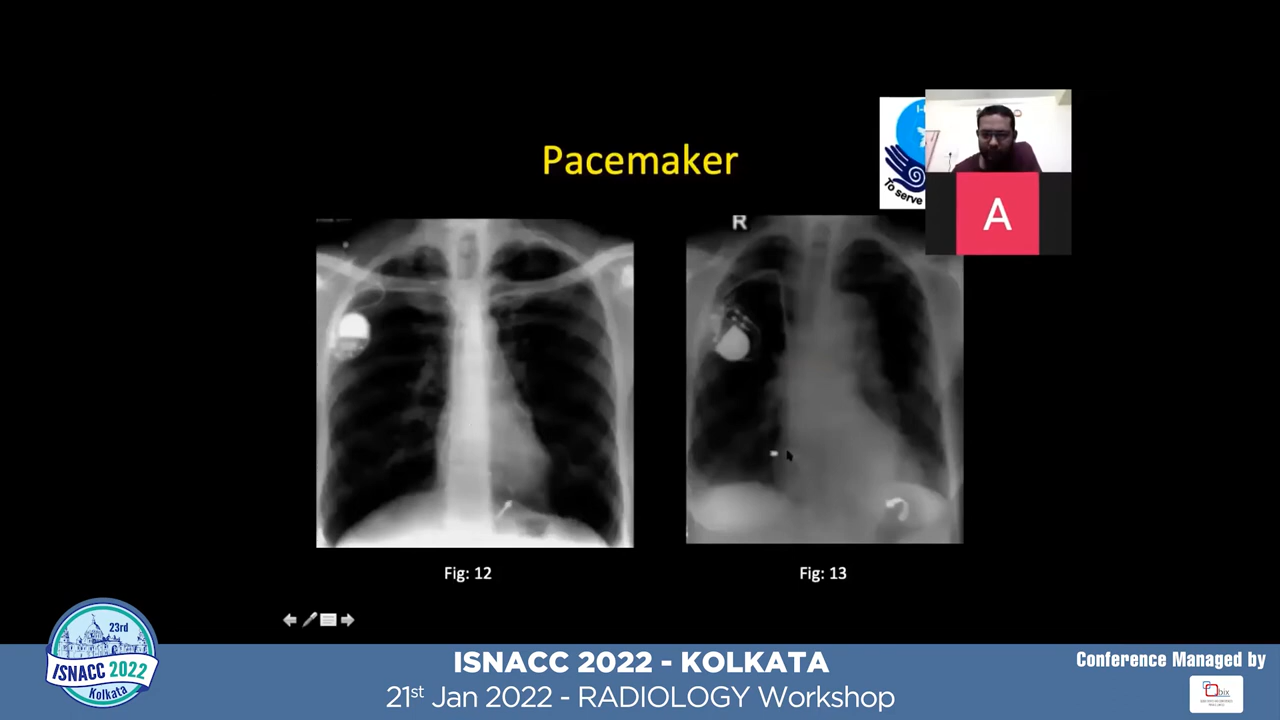 Pacemaker
To serve
A
R
Fig: 12
Fig: 13
23rd
ISNACC 2022
Kolkata
ISNACC 2022 - KOLKATA
21st Jan 2022 - RADIOLOGY Workshop
Conference Managed by